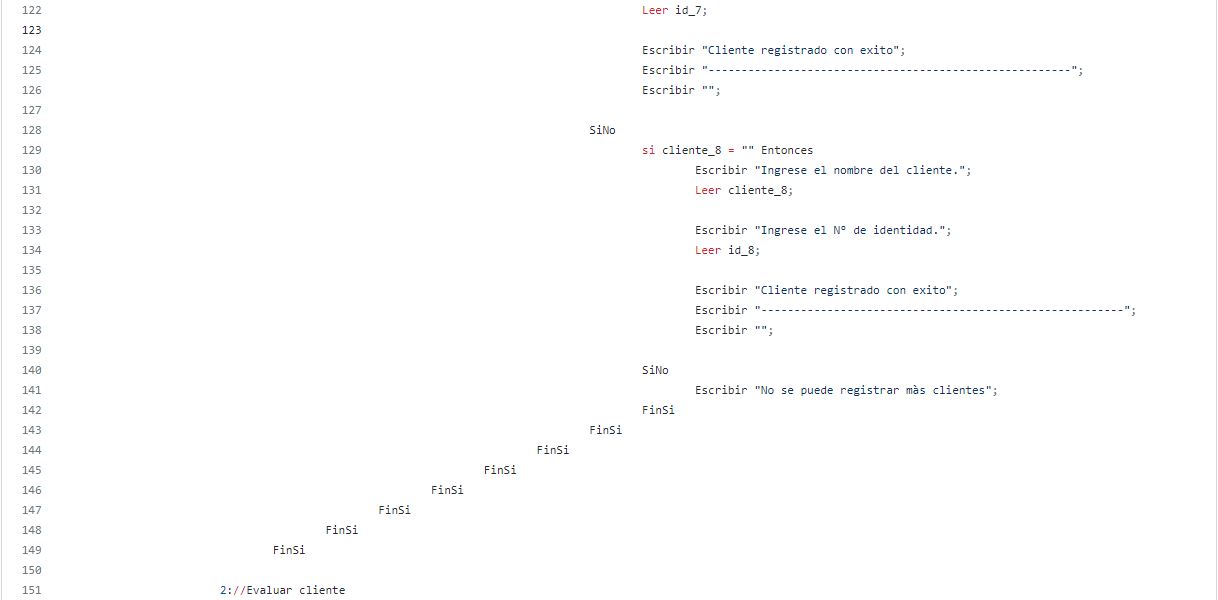 122 Leer id_7;
123
124 Escribir "Cliente registrado con exito";
125 Escribir "-------------------------------------------------------";
126 Escribir "";
127
128 SiNo
129 si cliente_8 = "" Entonces
130 Escribir "Ingrese el nombre del cliente.";
131 Leer cliente_8;
132
133 Escribir "Ingrese el Nº de identidad.";
134 Leer id_8;
135
136 Escribir "Cliente registrado con exito";
137 Escribir "-------------------------------------------------------";
138 Escribir "";
139
140 SiNo
141 Escribir "No se puede registrar màs clientes";
142 FinSi
143 FinSi
144 FinSi
145 FinSi
146 FinSi
147 FinSi
148 FinSi
149 FinSi
150
151 2://Evaluar cliente